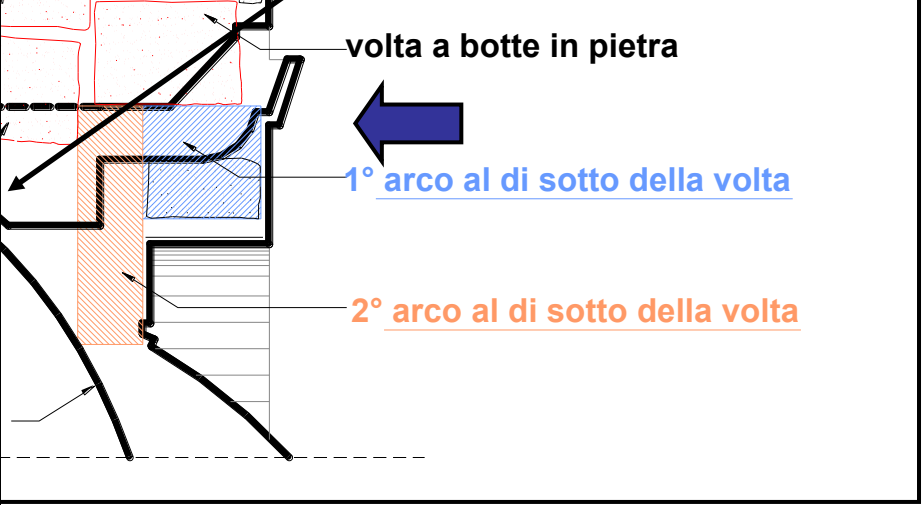 volta a botte in pietra
1° arco al di sotto della volta
2° arco al di sotto della volta